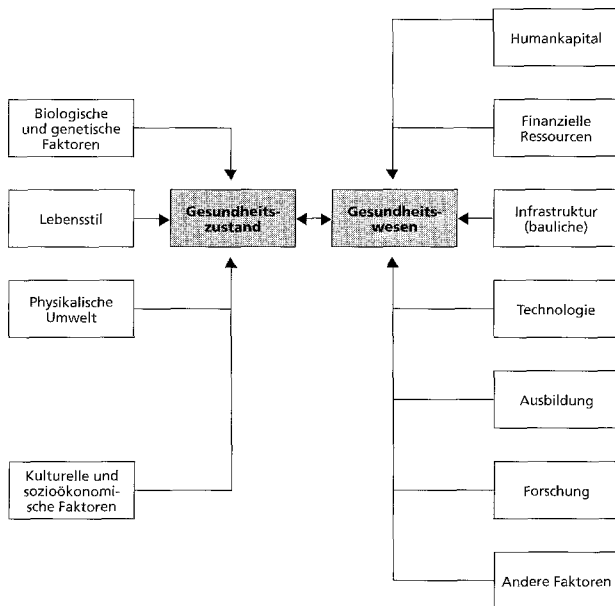 Humankapital
Biologische
und genetische
Faktoren
Finanzielle
Ressourcen
Lebensstil
Gesundheits-
zustand
Gesundheits-
wesen
Infrastruktur
(bauliche)
Physikalische
Umwelt
Technologie
Ausbildung
Kulturelle und
sozioökonomi-
sche Faktoren
Forschung
Andere Faktoren